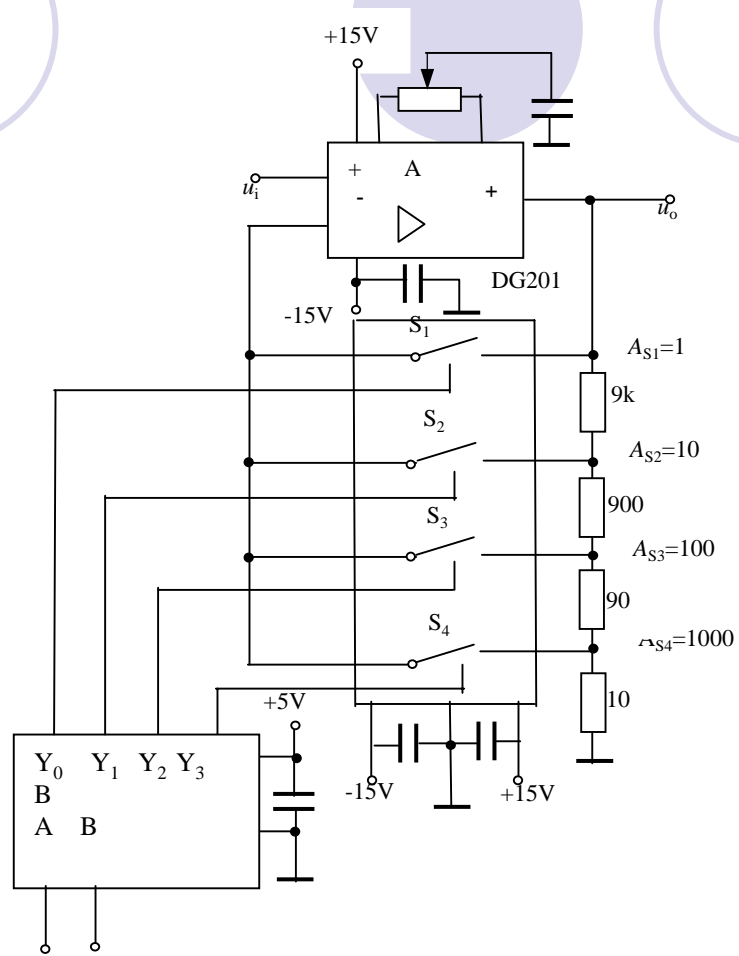 +15V
+ A
u_i
-
+
u_o
DG201
-15V
S_1
A_S1=1
9k
S_2
A_S2=10
900
S_3
A_S3=100
90
S_4
A_S4=1000
10
+5V
Y_0 Y_1 Y_2 Y_3
B
A B
-15V
+15V